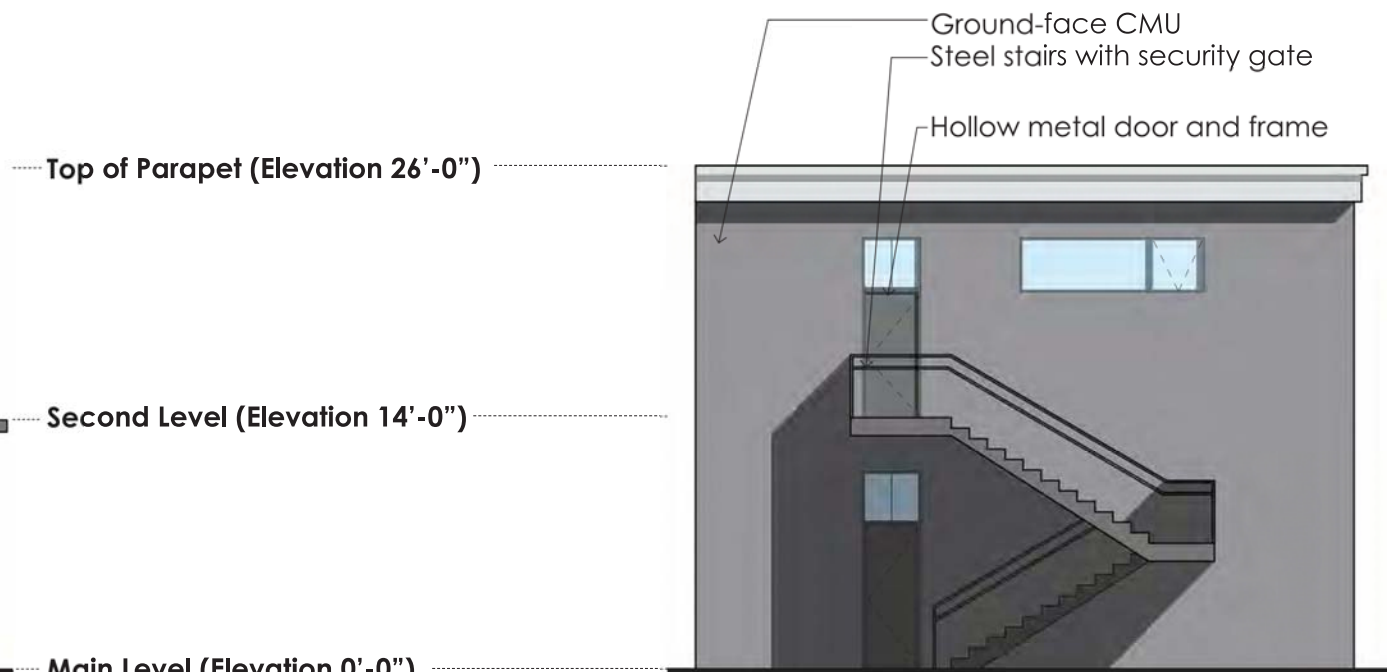 Ground-face CMU
Steel stairs with security gate
Hollow metal door and frame
Top of Parapet (Elevation 26’-0”)
Second Level (Elevation 14’-0”)
Main Level (Elevation 0’-0”)